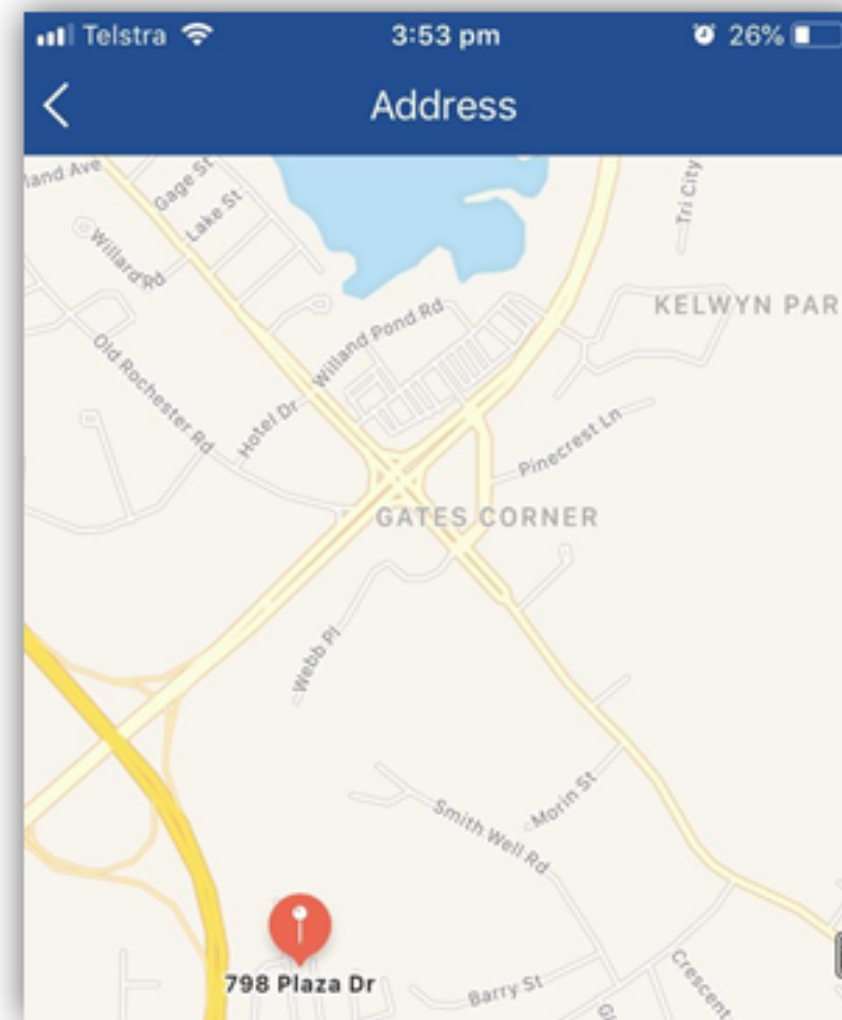 Telstra 3:53 pm 26%
Address
land Ave
Gage St
Tri City
Lake St
Willard Rd
KELWYN PAR
Willand Pond Rd
Old Rochester Rd
Hotel Dr
Pinecrest Ln
GATES CORNER
Webb Pl
Morin St
Smith Well Rd
798 Plaza Dr
Barry St
Crescent